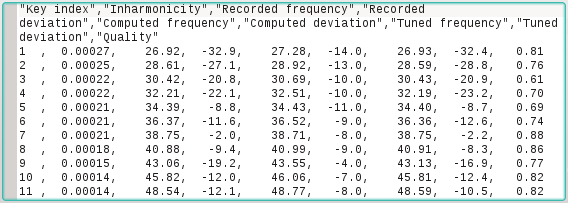 "Key index","Inharmonicity","Recorded frequency","Recorded
deviation","Computed frequency","Computed deviation","Tuned frequency","Tuned
deviation","Quality"
1 , 0.00027, 26.92, -32.9, 27.28, -14.0, 26.93, -32.4, 0.81
2 , 0.00025, 28.61, -27.1, 28.92, -13.0, 28.59, -28.8, 0.76
3 , 0.00022, 30.42, -20.8, 30.69, -10.0, 30.43, -20.9, 0.61
4 , 0.00022, 32.21, -22.1, 32.51, -10.0, 32.19, -23.2, 0.70
5 , 0.00021, 34.39, -8.8, 34.43, -11.0, 34.40, -8.7, 0.69
6 , 0.00021, 36.37, -11.6, 36.52, -9.0, 36.36, -12.6, 0.74
7 , 0.00021, 38.75, -2.0, 38.71, -8.0, 38.75, -2.2, 0.88
8 , 0.00018, 40.88, -9.4, 40.99, -9.0, 40.91, -8.3, 0.86
9 , 0.00015, 43.06, -19.2, 43.55, -4.0, 43.13, -16.9, 0.77
10 , 0.00014, 45.82, -12.0, 46.06, -7.0, 45.81, -12.4, 0.82
11 , 0.00014, 48.54, -12.1, 48.77, -8.0, 48.59, -10.5, 0.82